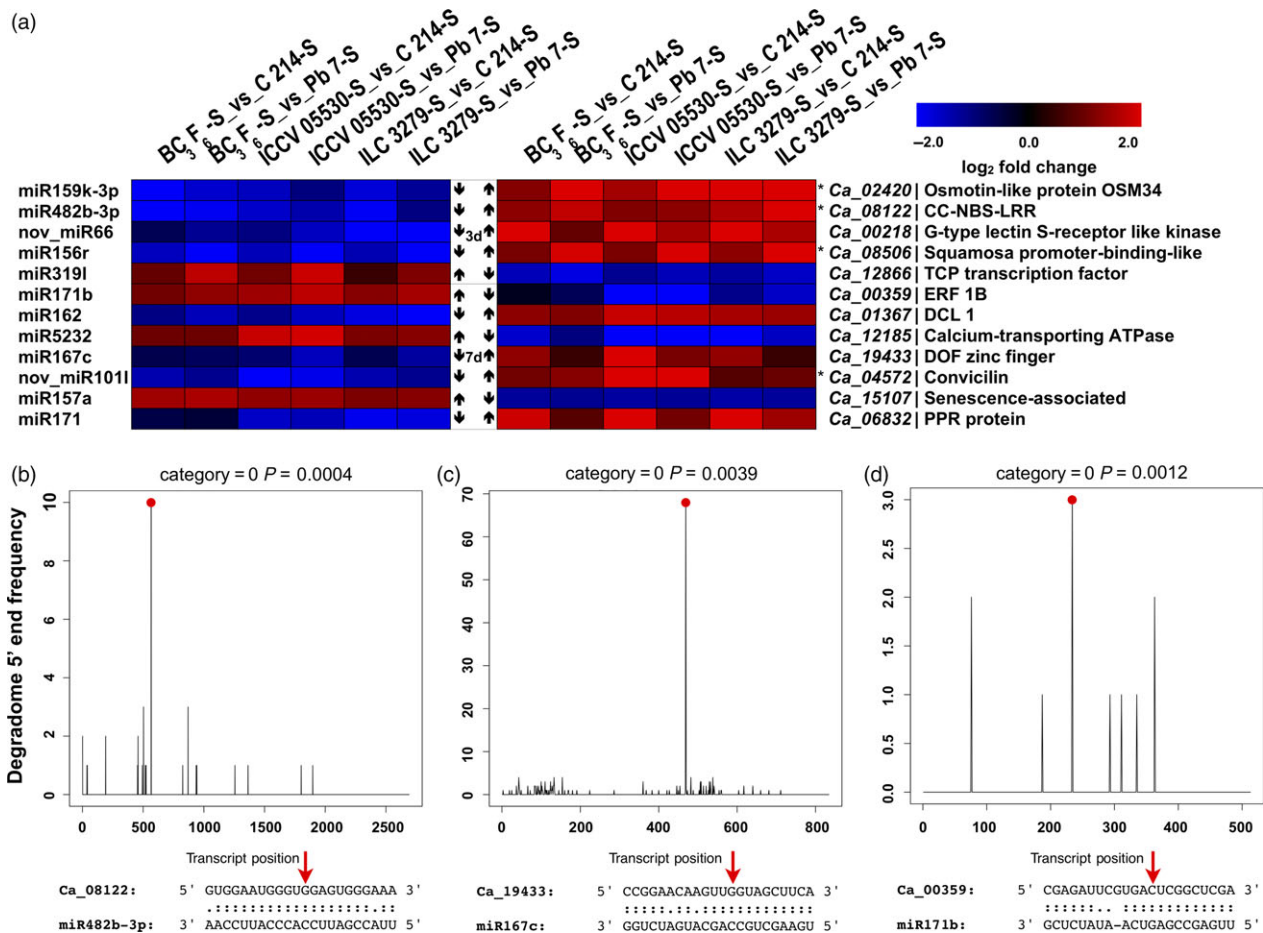 (a)
BC3F6-S_vs_C 214-S
BC3F6-S_vs_Pb 7-S
ICCV 05530-S_vs_C 214-S
ICCV 05530-S_vs_Pb 7-S
ILC 3279-S_vs_C 214-S
ILC 3279-S_vs_Pb 7-S
BC3F6-S_vs_C 214-S
BC3F6-S_vs_Pb 7-S
ICCV 05530-S_vs_C 214-S
ICCV 05530-S_vs_Pb 7-S
ILC 3279-S_vs_C 214-S
ILC 3279-S_vs_Pb 7-S
−2.0 0.0 2.0
log2 fold change
miR159k-3p * Ca_02420| Osmotin-like protein OSM34
miR482b-3p * Ca_08122| CC-NBS-LRR
nov_miR66 3d Ca_00218| G-type lectin S-receptor like kinase
miR156r * Ca_08506| Squamosa promoter-binding-like
miR319l Ca_12866| TCP transcription factor
miR171b Ca_00359| ERF 1B
miR162 Ca_01367| DCL 1
miR5232 Ca_12185| Calcium-transporting ATPase
miR167c 7d Ca_19433| DOF zinc finger
nov_miR101l * Ca_04572| Convicilin
miR157a Ca_15107| Senescence-associated
miR171 Ca_06832| PPR protein
(b) category = 0 P = 0.0004
Degradome 5' end frequency
10
8
6
4
2
0
0 500 1000 1500 2000 2500
Transcript position
Ca_08122: 5' GUGGAAUGGGUGGAGUGGGAAA 3'
miR482b-3p: 3' AACCUUACCCACCUUAGCCAUU 5'
(c) category = 0 P = 0.0039
70
60
50
40
30
20
10
0
0 200 400 600 800
Transcript position
Ca_19433: 5' CCGGAACAAGUUGGUAGCUUCA 3'
miR167c: 3' GGUCUAGUACGACCGUCGAAGU 5'
(d) category = 0 P = 0.0012
3.0
2.5
2.0
1.5
1.0
0.5
0.0
0 100 200 300 400 500
Transcript position
Ca_00359: 5' CGAGAUUCGUGACUCGGCUCGA 3'
miR171b: 3' GCUCUAUA-ACUGAGCCGAGUU 5'